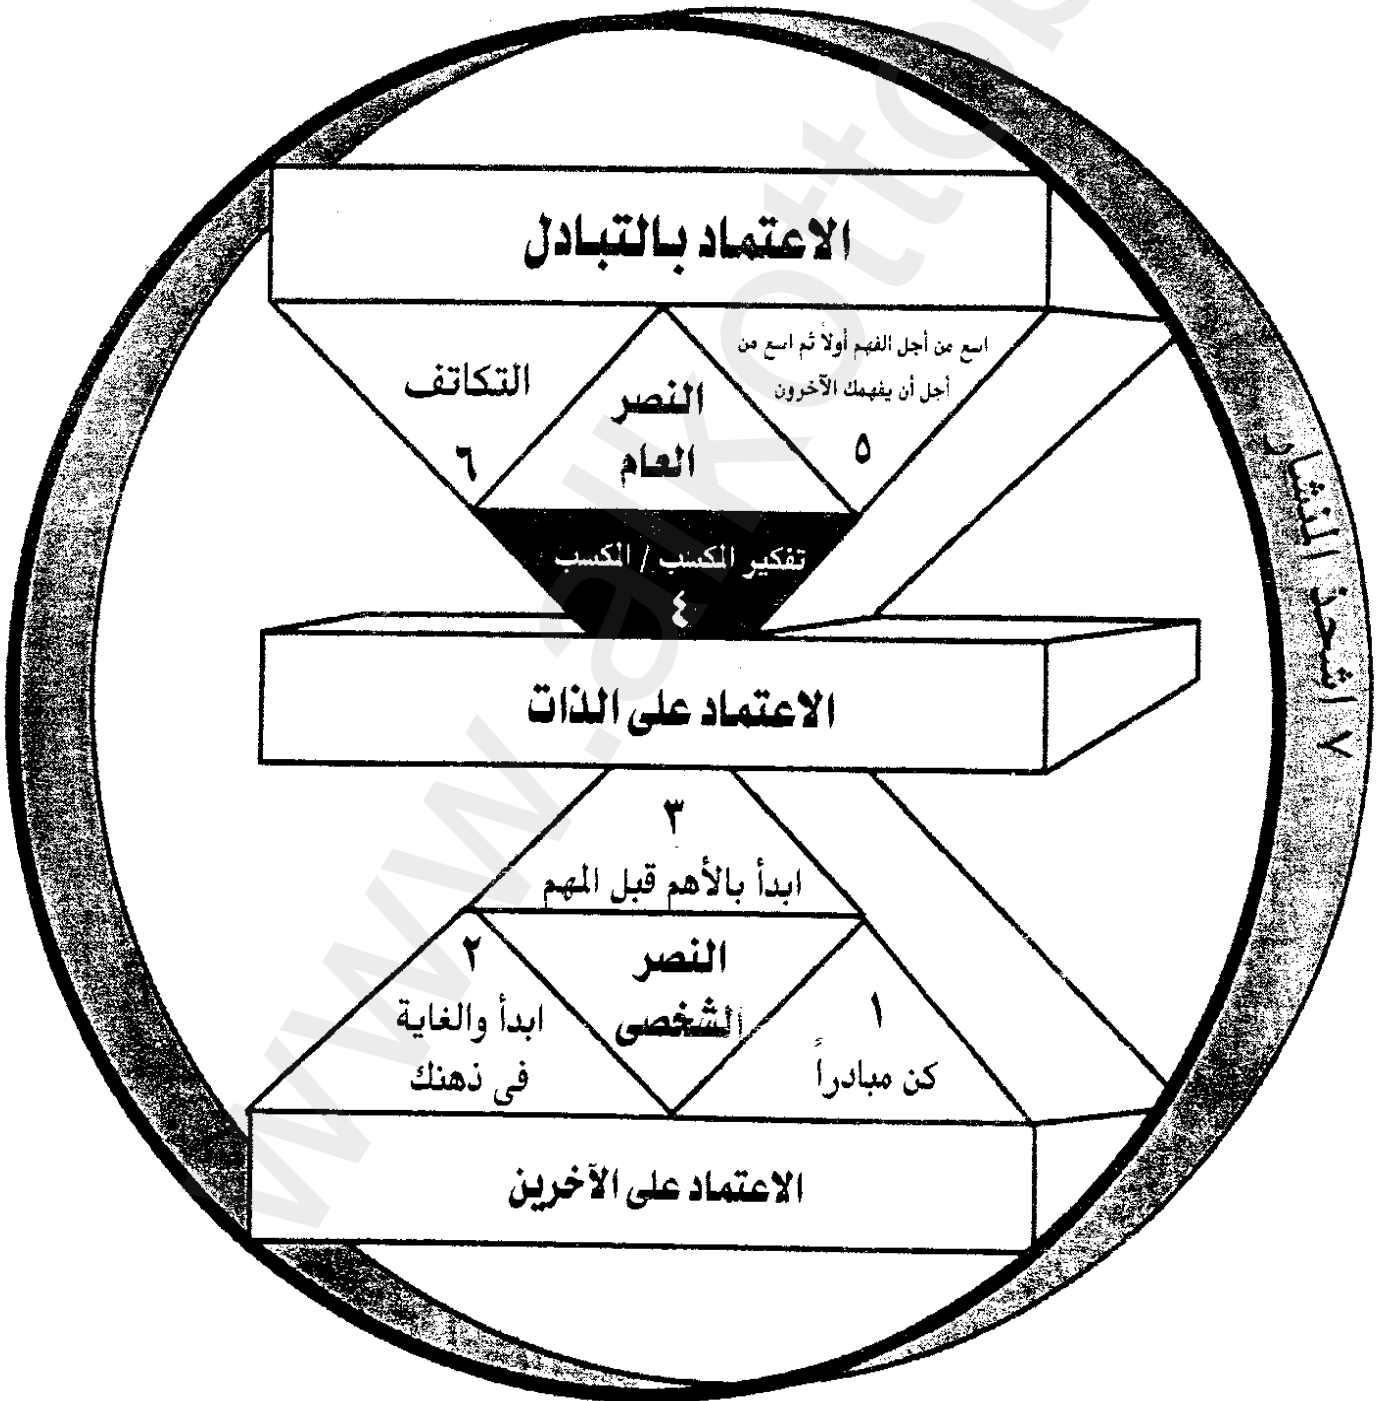 الاعتماد بالتبادل
اسع من أجل الفهم أولاً ثم اسع من
أجل أن يفهمك الآخرون
٥
النصر
العام
التكاتف
٦
تفكير المكسب / المكسب
٤
الاعتماد على الذات
٣
ابدأ بالأهم قبل المهم
النصر
الشخصى
١
كن مبادراً
٢
ابدأ والغاية
فى ذهنك
الاعتماد على الآخرين
٧ اشحذ المنشار
www.alkottob